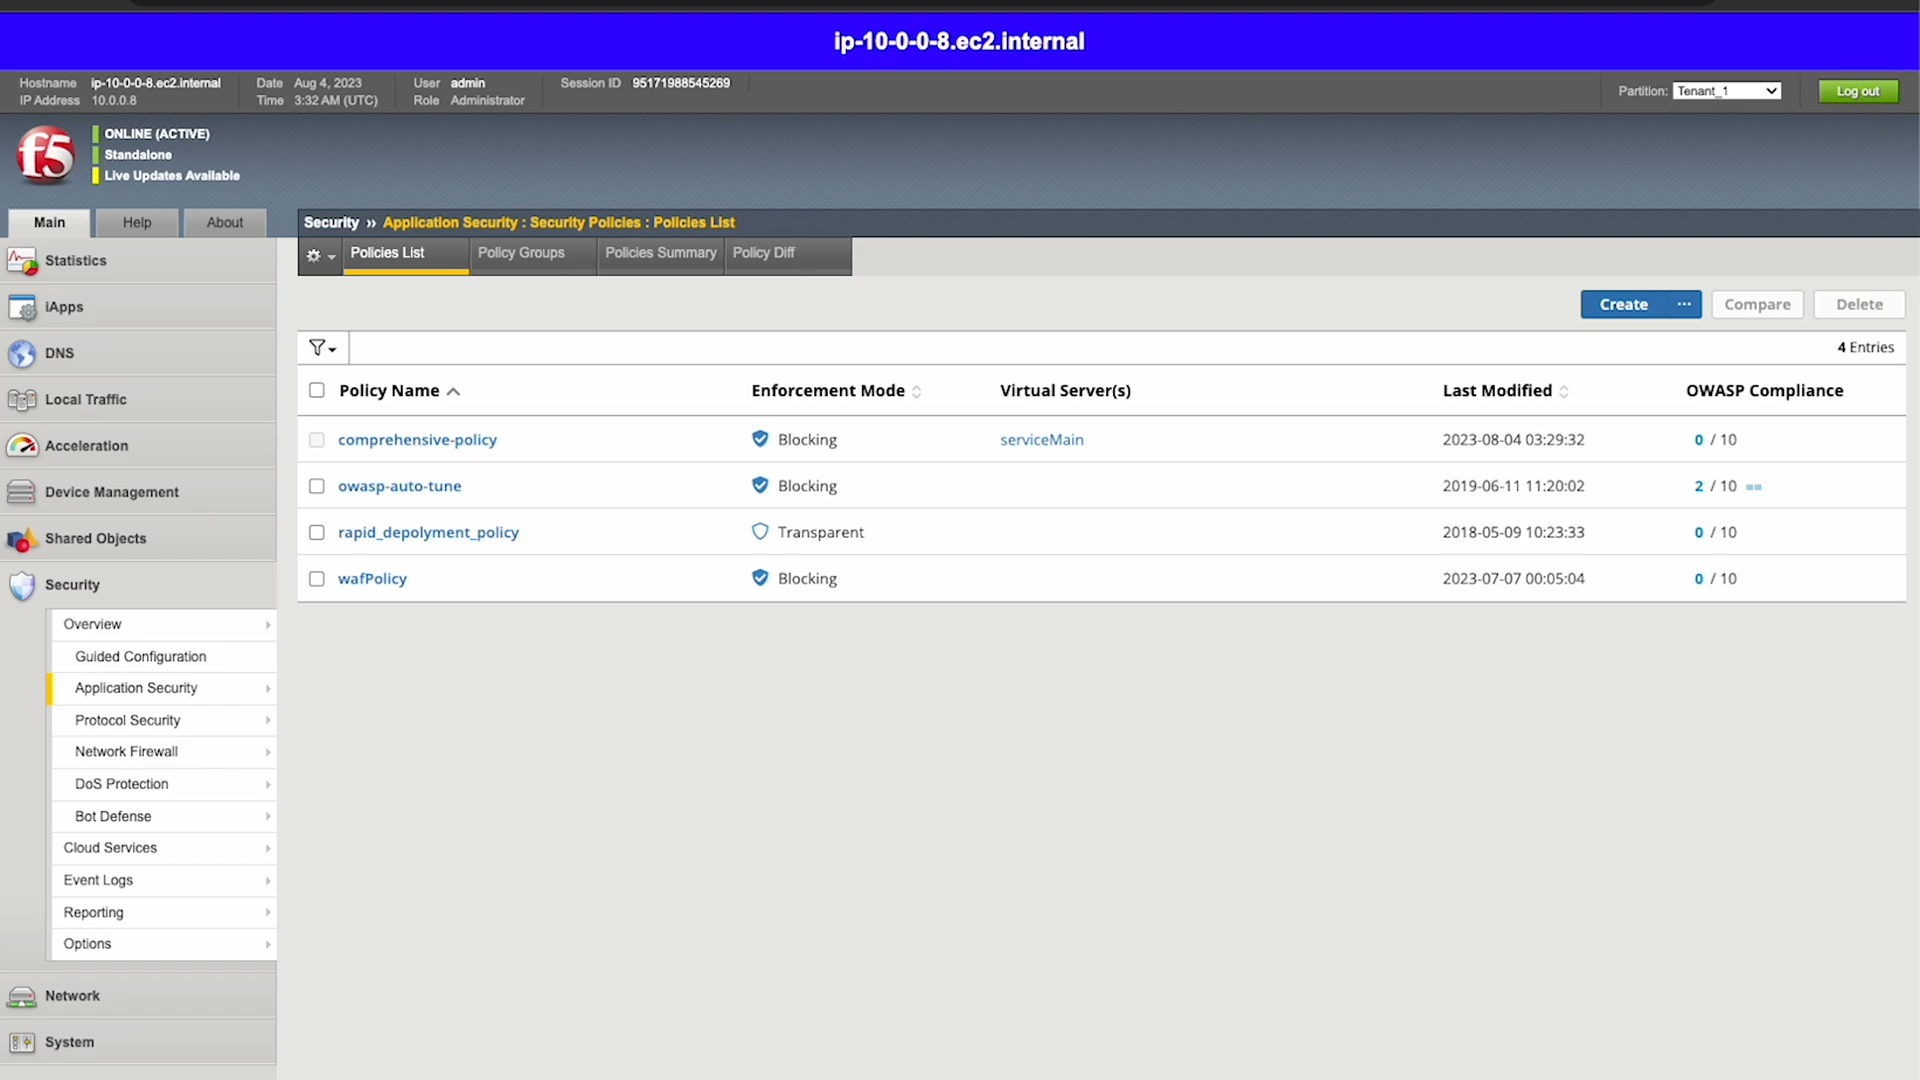 ip-10-0-0-8.ec2.internal
Hostname ip-10-0-0-8.ec2.internal Date Aug 4, 2023 User admin Session ID 95171988545269
IP Address 10.0.0.8 Time 3:32 AM (UTC) Role Administrator
Partition: Tenant_1 Log out
f5
ONLINE (ACTIVE)
Standalone
Live Updates Available
Main Help About
Security ›› Application Security : Security Policies : Policies List
Policies List Policy Groups Policies Summary Policy Diff
Create ··· Compare Delete
4 Entries
Policy Name Enforcement Mode Virtual Server(s) Last Modified OWASP Compliance
comprehensive-policy Blocking serviceMain 2023-08-04 03:29:32 0 / 10
owasp-auto-tune Blocking 2019-06-11 11:20:02 2 / 10
rapid_depolyment_policy Transparent 2018-05-09 10:23:33 0 / 10
wafPolicy Blocking 2023-07-07 00:05:04 0 / 10
Statistics
iApps
DNS
Local Traffic
Acceleration
Device Management
Shared Objects
Security
Overview
Guided Configuration
Application Security
Protocol Security
Network Firewall
DoS Protection
Bot Defense
Cloud Services
Event Logs
Reporting
Options
Network
System